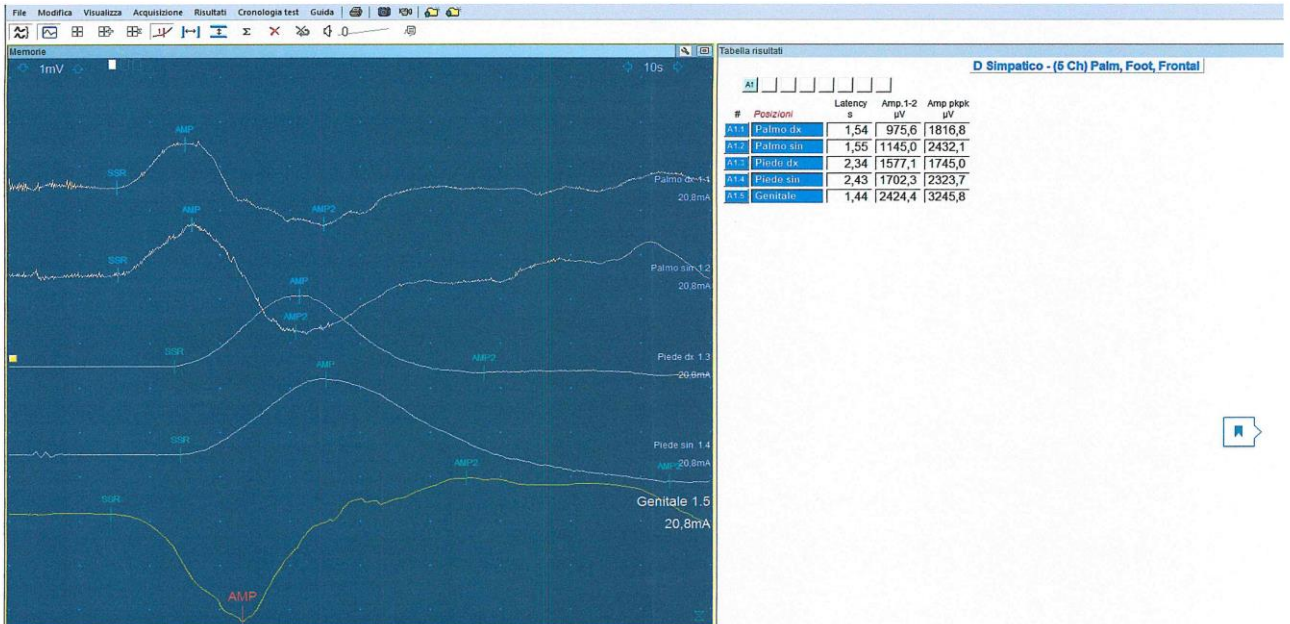 File Modifica Visualizza Acquisizione Risultati Cronologia test Guida
Σ
0
Memorie
1mV
10s
AMP
SSR
Palmo dx 1.1
20,8mA
AMP2
AMP
SSR
Palmo sin 1.2
20,8mA
AMP
AMP2
SSR
AMP2
Piede dx 1.3
20,8mA
AMP
SSR
Piede sin 1.4
AMP2
AMP2
20,8mA
SSR
Genitale 1.5
20,8mA
AMP
Tabella risultati
D Simpatico - (5 Ch) Palm, Foot, Frontal
A1
Latency Amp.1-2 Amp pkpk
# Posizioni s µV µV
A1.1 Palmo dx 1,54 975,6 1816,8
A1.2 Palmo sin 1,55 1145,0 2432,1
A1.3 Piede dx 2,34 1577,1 1745,0
A1.4 Piede sin 2,43 1702,3 2323,7
A1.5 Genitale 1,44 2424,4 3245,8